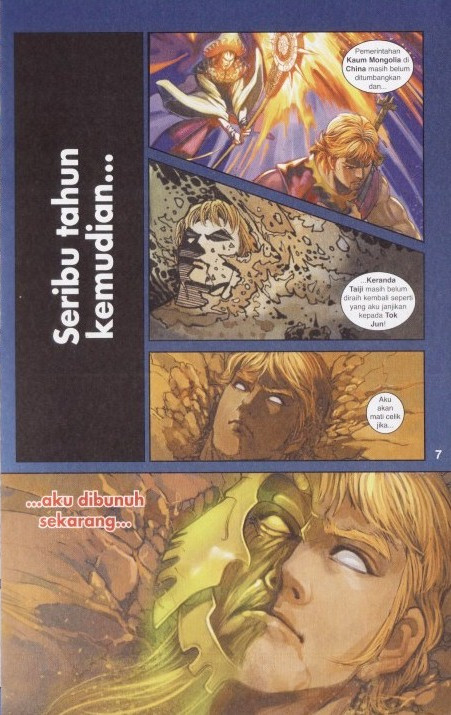 Seribu tahun
kemudian...
Pemerintahan
Kaum Mongolia di
China masih belum
ditumbangkan
dan...
...Keranda
Taiji masih belum
diraih kembali seperti
yang aku janjikan
kepada Tok
Jun!
Aku
akan
mati celik
jika...
7
...aku dibunuh
sekarang...